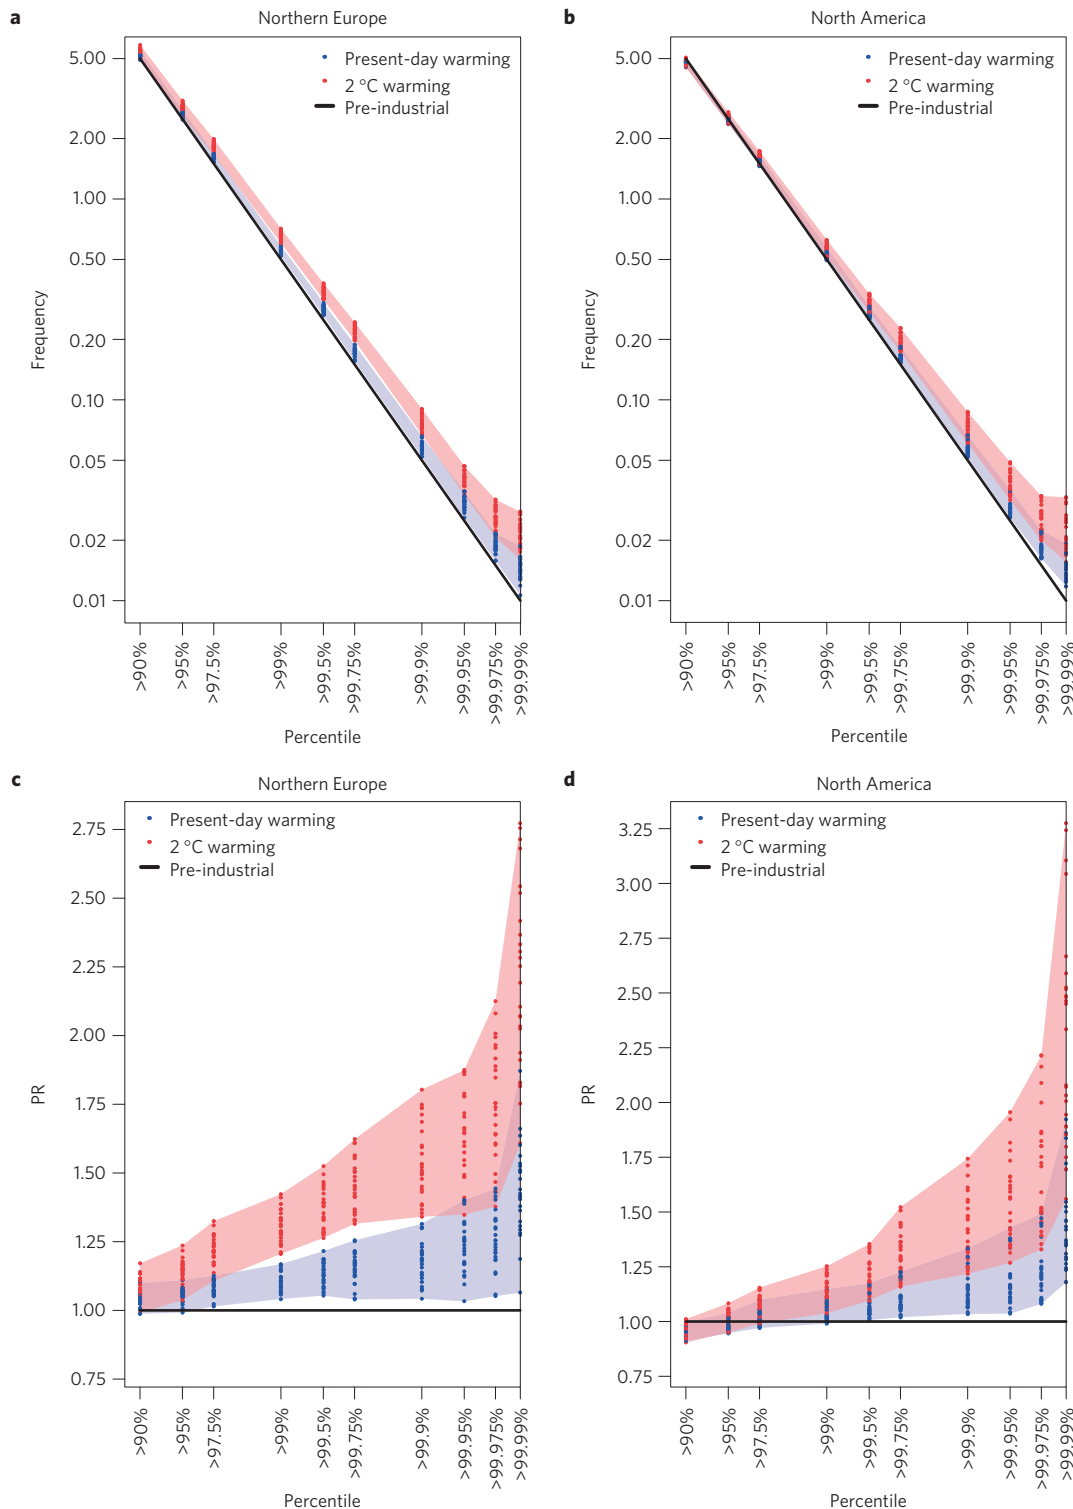 a
Northern Europe
Present-day warming
2 °C warming
Pre-industrial
5.00
2.00
1.00
0.50
0.20
0.10
0.05
0.02
0.01
Frequency
>90%
>95%
>97.5%
>99%
>99.5%
>99.75%
>99.9%
>99.95%
>99.975%
>99.99%
Percentile
b
North America
Present-day warming
2 °C warming
Pre-industrial
5.00
2.00
1.00
0.50
0.20
0.10
0.05
0.02
0.01
Frequency
>90%
>95%
>97.5%
>99%
>99.5%
>99.75%
>99.9%
>99.95%
>99.975%
>99.99%
Percentile
c
Northern Europe
Present-day warming
2 °C warming
Pre-industrial
2.75
2.50
2.25
2.00
1.75
1.50
1.25
1.00
0.75
PR
>90%
>95%
>97.5%
>99%
>99.5%
>99.75%
>99.9%
>99.95%
>99.975%
>99.99%
Percentile
d
North America
Present-day warming
2 °C warming
Pre-industrial
3.25
3.00
2.75
2.50
2.25
2.00
1.75
1.50
1.25
1.00
0.75
PR
>90%
>95%
>97.5%
>99%
>99.5%
>99.75%
>99.9%
>99.95%
>99.975%
>99.99%
Percentile